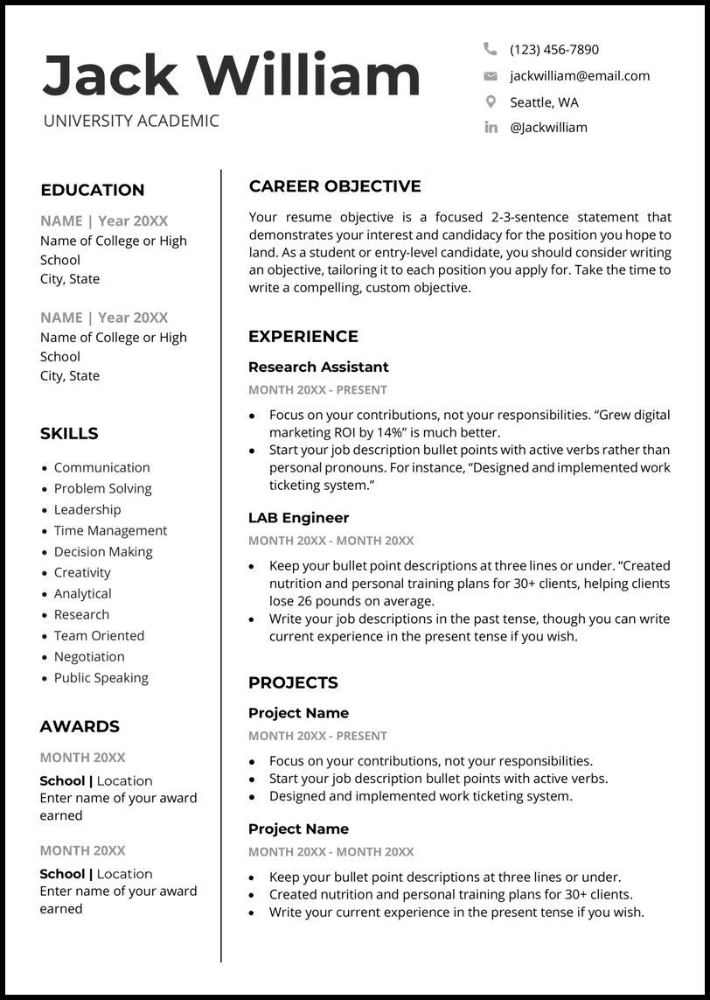 Jack William
UNIVERSITY ACADEMIC
(123) 456-7890
jackwilliam@email.com
Seattle, WA
@Jackwilliam
EDUCATION
NAME | Year 20XX
Name of College or High
School
City, State
NAME | Year 20XX
Name of College or High
School
City, State
SKILLS
• Communication
• Problem Solving
• Leadership
• Time Management
• Decision Making
• Creativity
• Analytical
• Research
• Team Oriented
• Negotiation
• Public Speaking
AWARDS
MONTH 20XX
School | Location
Enter name of your award
earned
MONTH 20XX
School | Location
Enter name of your award
earned
CAREER OBJECTIVE
Your resume objective is a focused 2-3-sentence statement that
demonstrates your interest and candidacy for the position you hope to
land. As a student or entry-level candidate, you should consider writing
an objective, tailoring it to each position you apply for. Take the time to
write a compelling, custom objective.
EXPERIENCE
Research Assistant
MONTH 20XX - PRESENT
• Focus on your contributions, not your responsibilities. “Grew digital
marketing ROI by 14%” is much better.
• Start your job description bullet points with active verbs rather than
personal pronouns. For instance, “Designed and implemented work
ticketing system.”
LAB Engineer
MONTH 20XX - MONTH 20XX
• Keep your bullet point descriptions at three lines or under. “Created
nutrition and personal training plans for 30+ clients, helping clients
lose 26 pounds on average.
• Write your job descriptions in the past tense, though you can write
current experience in the present tense if you wish.
PROJECTS
Project Name
MONTH 20XX - PRESENT
• Focus on your contributions, not your responsibilities.
• Start your job description bullet points with active verbs.
• Designed and implemented work ticketing system.
Project Name
MONTH 20XX - MONTH 20XX
• Keep your bullet point descriptions at three lines or under.
• Created nutrition and personal training plans for 30+ clients.
• Write your current experience in the present tense if you wish.